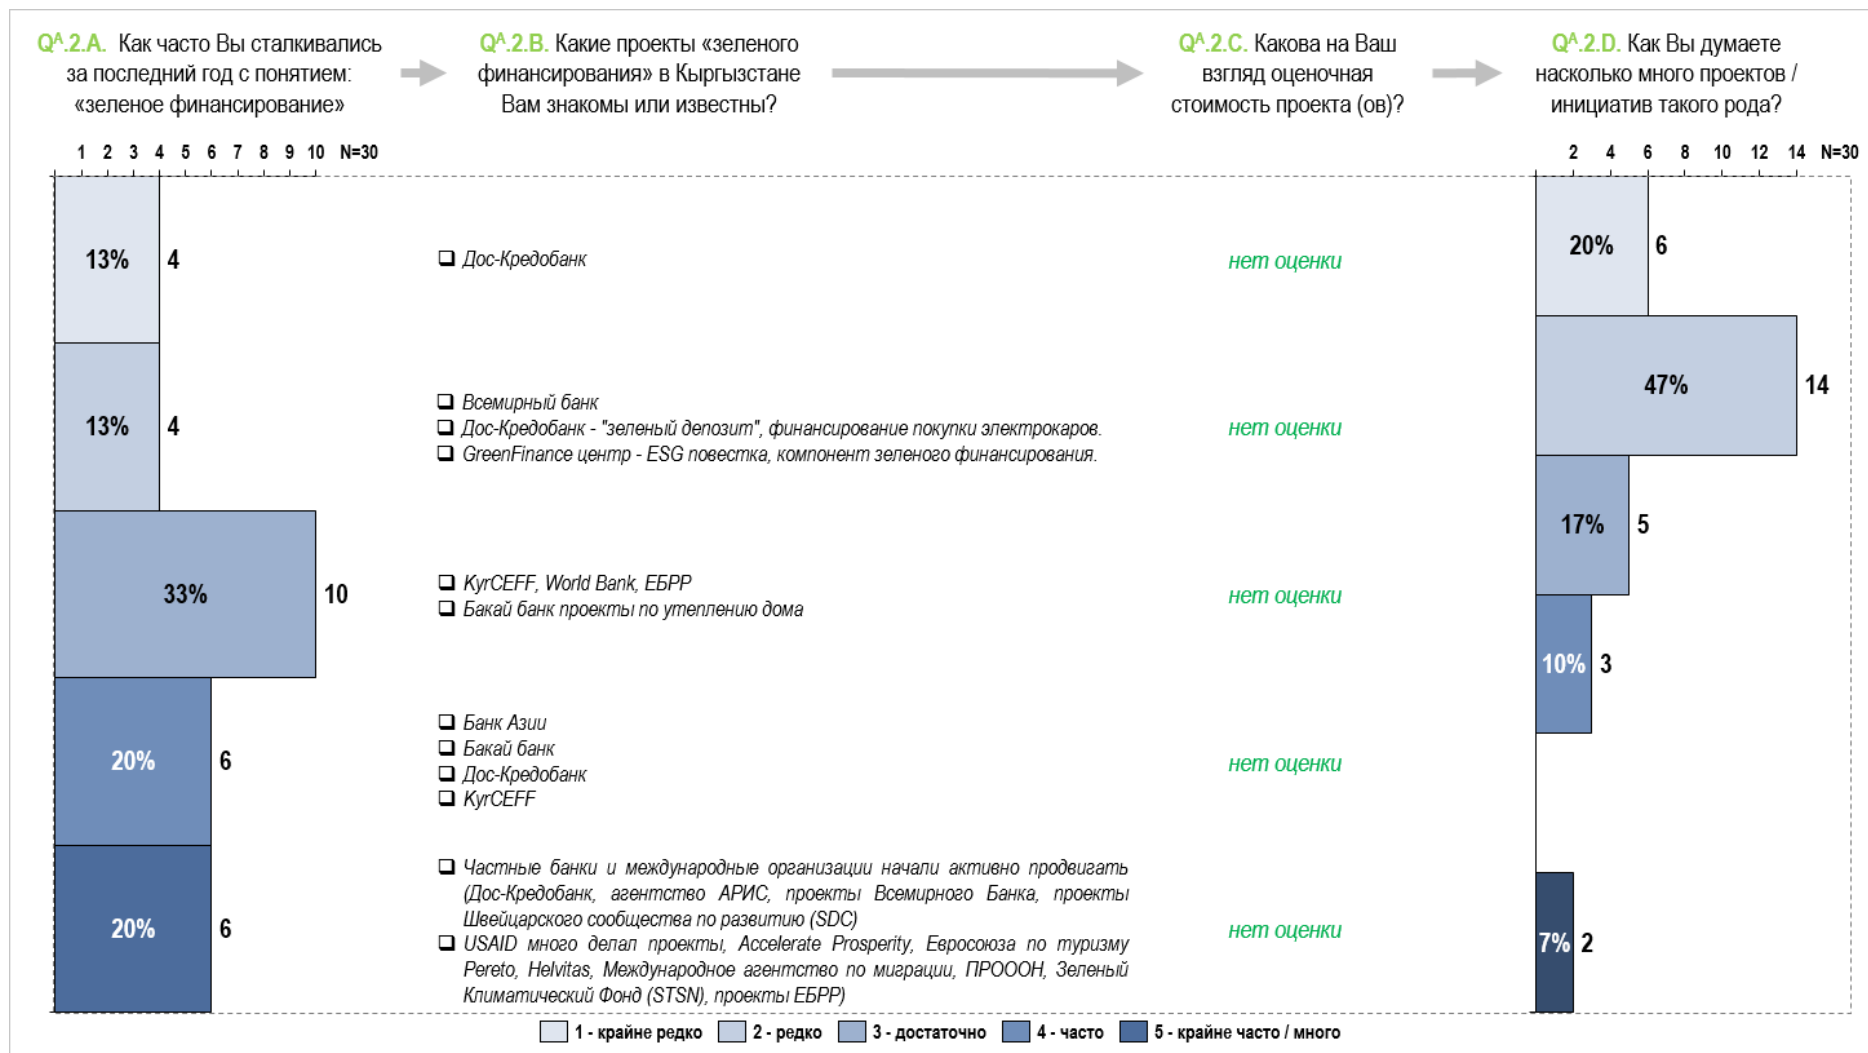 QA.2.A. Как часто Вы сталкивались
за последний год с понятием:
«зеленое финансирование»
QA.2.B. Какие проекты «зеленого
финансирования» в Кыргызстане
Вам знакомы или известны?
QA.2.C. Какова на Ваш
взгляд оценочная
стоимость проекта (ов)?
QA.2.D. Как Вы думаете
насколько много проектов /
инициатив такого рода?
1 2 3 4 5 6 7 8 9 10 N=30
2 4 6 8 10 12 14 N=30
13% 4
❑ Дос-Кредобанк
нет оценки
20% 6
13% 4
❑ Всемирный банк
❑ Дос-Кредобанк - "зеленый депозит", финансирование покупки электрокаров.
❑ GreenFinance центр - ESG повестка, компонент зеленого финансирования.
нет оценки
47% 14
33% 10
❑ KyrCEFF, World Bank, ЕБРР
❑ Бакай банк проекты по утеплению дома
нет оценки
17% 5
20% 6
❑ Банк Азии
❑ Бакай банк
❑ Дос-Кредобанк
❑ KyrCEFF
нет оценки
10% 3
20% 6
❑ Частные банки и международные организации начали активно продвигать
(Дос-Кредобанк, агентство АРИС, проекты Всемирного Банка, проекты
Швейцарского сообщества по развитию (SDC)
❑ USAID много делал проекты, Accelerate Prosperity, Евросоюза по туризму
Pereto, Helvitas, Международное агентство по миграции, ПРОООН, Зеленый
Климатический Фонд (STSN), проекты ЕБРР)
нет оценки
7% 2
1 - крайне редко 2 - редко 3 - достаточно 4 - часто 5 - крайне часто / много